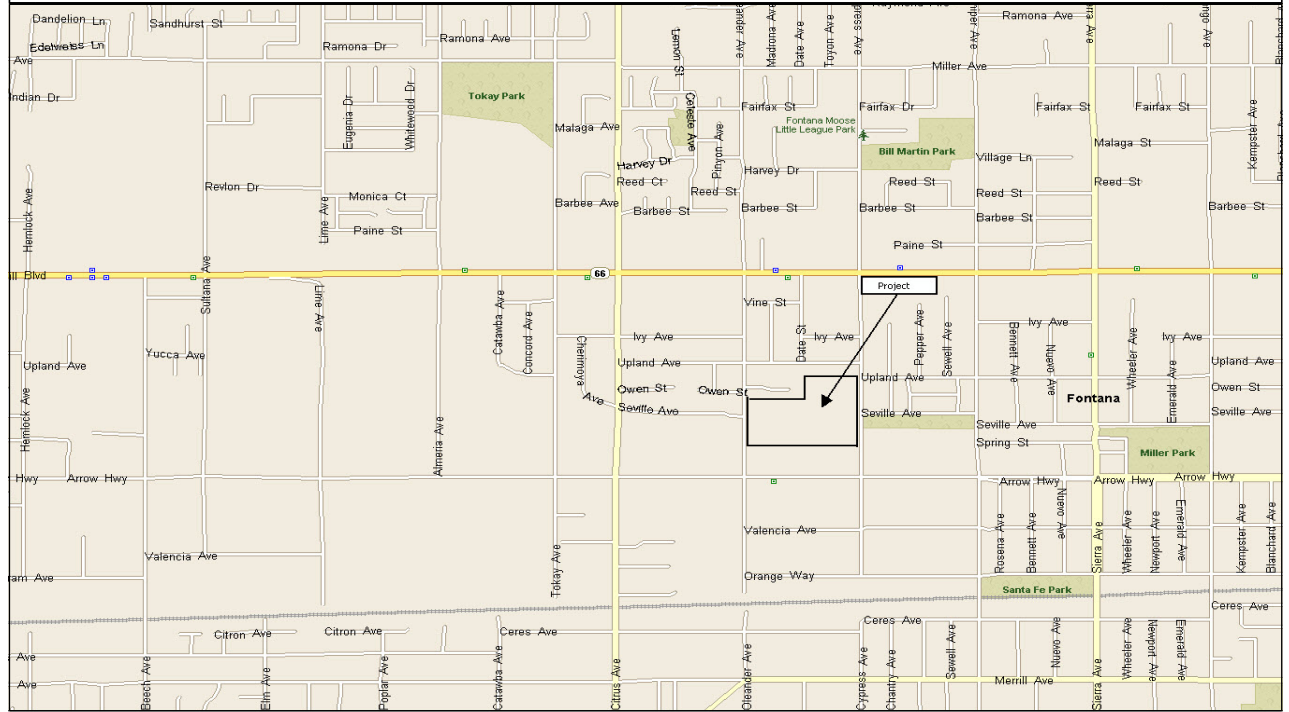 Dandelion Ln
Sandhurst St
Edelweiss Ln
Ave
Indian Dr
Ramona Dr
Ramona Ave
Tokay Park
Eugenia Dr
Whitewood Dr
Malaga Ave
Lemon St
Celeste Ave
Pinyon Ave
Madrona Ave
Date Ave
Toyon Ave
Ramona Ave
Miller Ave
Fairfax St
Fairfax Dr
Fairfax St
Fairfax St
Fontana Moose
Little League Park
Bill Martin Park
Malaga St
Kempster Ave
Harvey Dr
Harvey Dr
Village Ln
Revlon Dr
Monica Ct
Reed Ct
Reed St
Reed St
Reed St
Reed St
Hemlock Ave
Lime Ave
Paine St
Barbee Ave
Barbee St
Barbee St
Barbee St
Barbee St
Barbee St
Paine St
Sultana Ave
ill Blvd
66
Project
Lime Ave
Catawba Ave
Concord Ave
Vine St
Date St
Ivy Ave
Ivy Ave
Ivy Ave
Ivy Ave
Pepper Ave
Sewell Ave
Bennett Ave
Nuevo Ave
Wheeler Ave
Emerald Ave
Yucca Ave
Upland Ave
Upland Ave
Upland Ave
Upland Ave
Cherimoya
Ave
Owen St
Owen St
Owen St
Fontana
Hemlock Ave
Almeria Ave
Seville Ave
Seville Ave
Seville Ave
Seville Ave
Spring St
Miller Park
Hwy
Arrow Hwy
Arrow Hwy
Arrow Hwy
Arrow Hwy
Rosena Ave
Bennett Ave
Nuevo Ave
Sierra Ave
Wheeler Ave
Newport Ave
Emerald Ave
Kempster Ave
Blanchard Ave
Valencia Ave
Valencia Ave
Tokay Ave
ram Ave
Orange Way
Santa Fe Park
Ceres Ave
Citron Ave
Citron Ave
Ceres Ave
Ceres Ave
Ave
Ave
Beech Ave
Elm Ave
Poplar Ave
Catawba Ave
Citrus Ave
Oleander Ave
Cypress Ave
Chantry Ave
Sewell Ave
Nuevo Ave
Merrill Ave
Sierra Ave
Wheeler Ave
Newport Ave
Emerald Ave